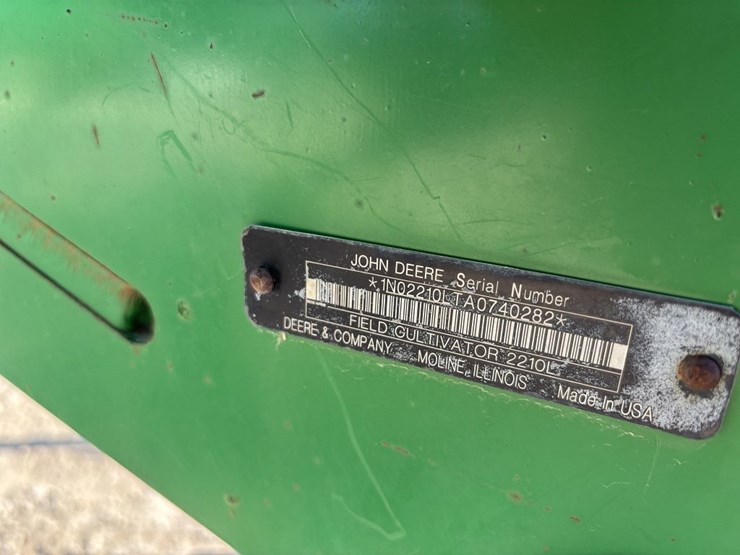 JOHN DEERE Serial Number
*1N02210LTA0740282*
FIELD CULTIVATOR 2210L
DEERE & COMPANY MOLINE, ILLINOIS Made In USA